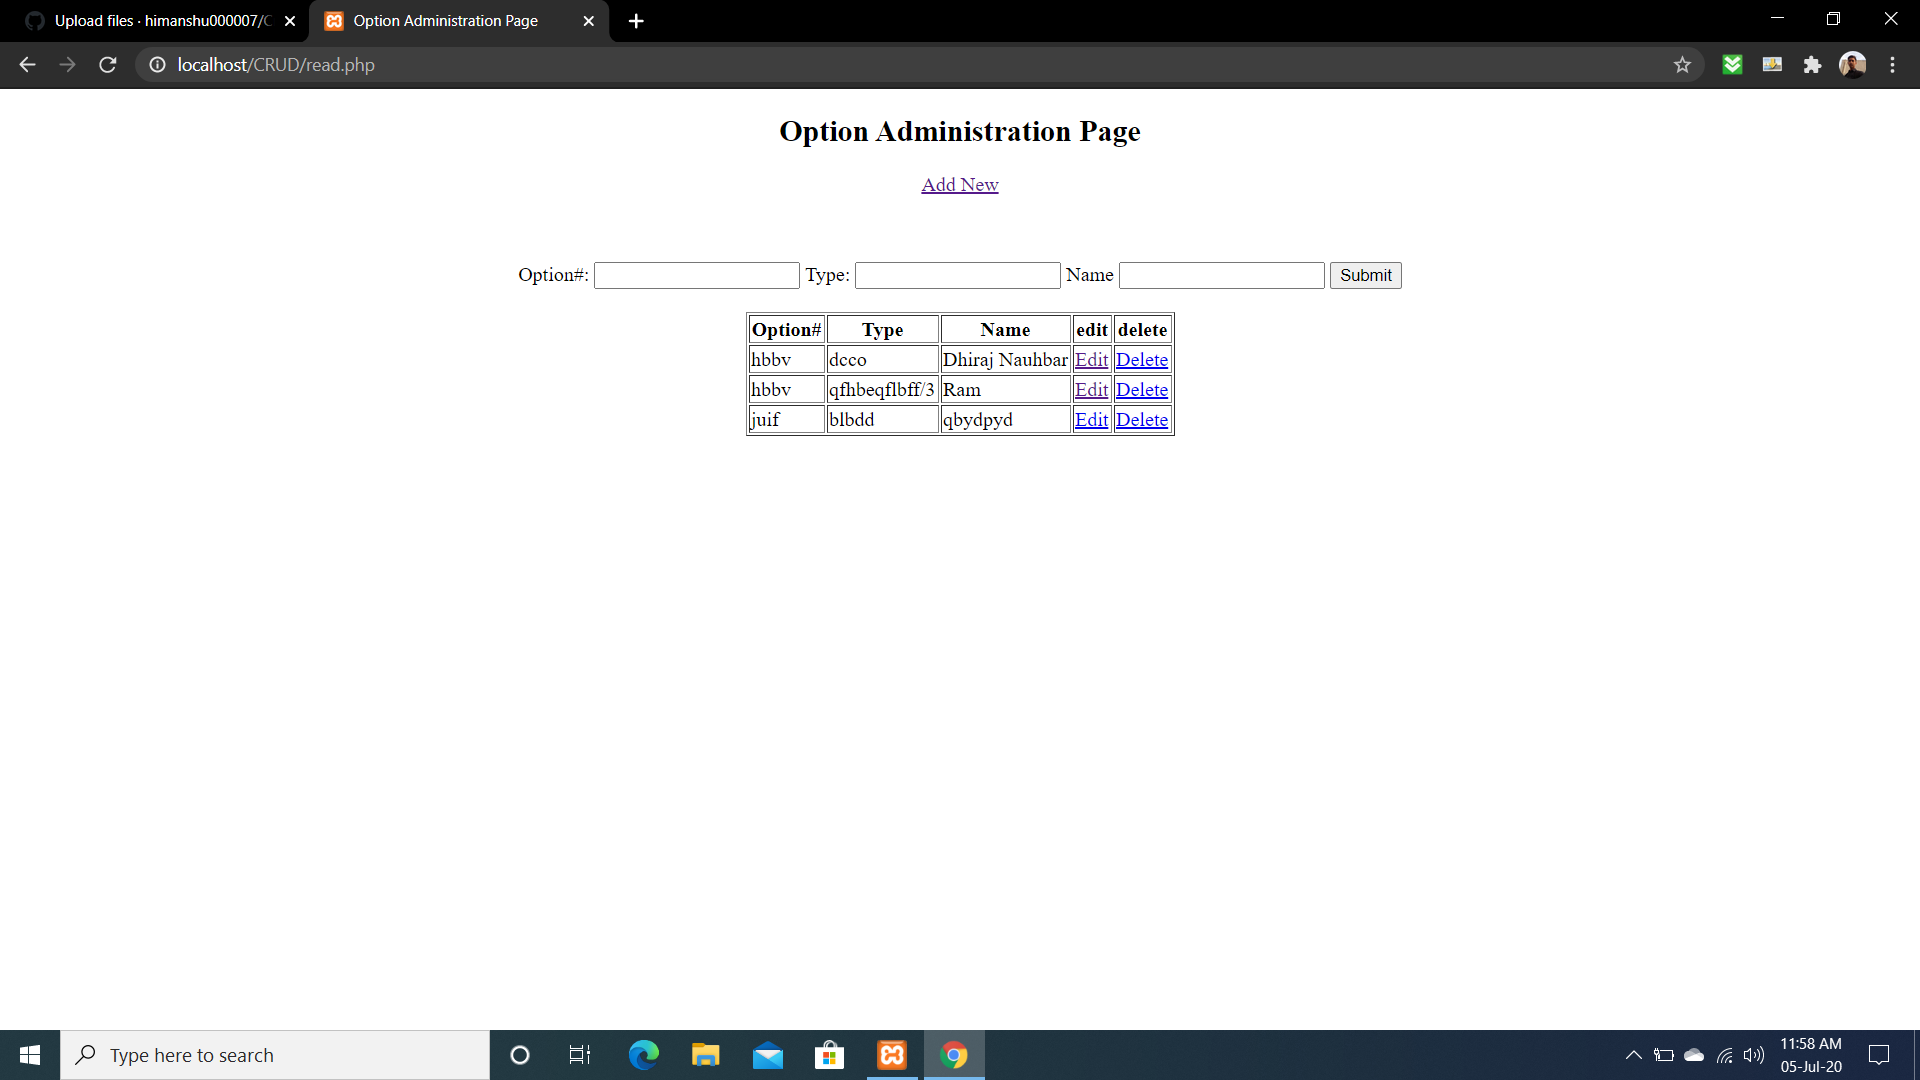 Upload files · himanshu000007/C
Option Administration Page
localhost/CRUD/read.php
Option Administration Page
Add New
Option#: Type: Name Submit
Option# Type Name edit delete
hbbv dcco Dhiraj Nauhbar Edit Delete
hbbv qfhbeqflbff/3 Ram Edit Delete
juif blbdd qbydpyd Edit Delete
Type here to search
11:58 AM
05-Jul-20